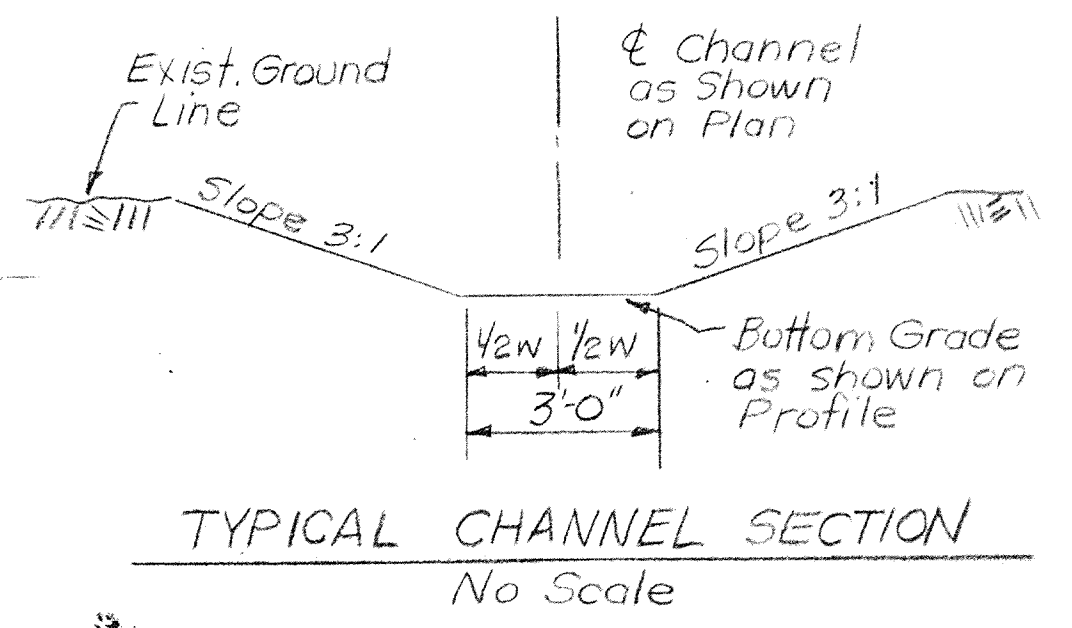 Exist. Ground
Line
℄ Channel
as Shown
on Plan
Slope 3:1
Slope 3:1
1/2W
1/2W
3'-0"
Bottom Grade
as shown on
Profile
TYPICAL CHANNEL SECTION
No Scale